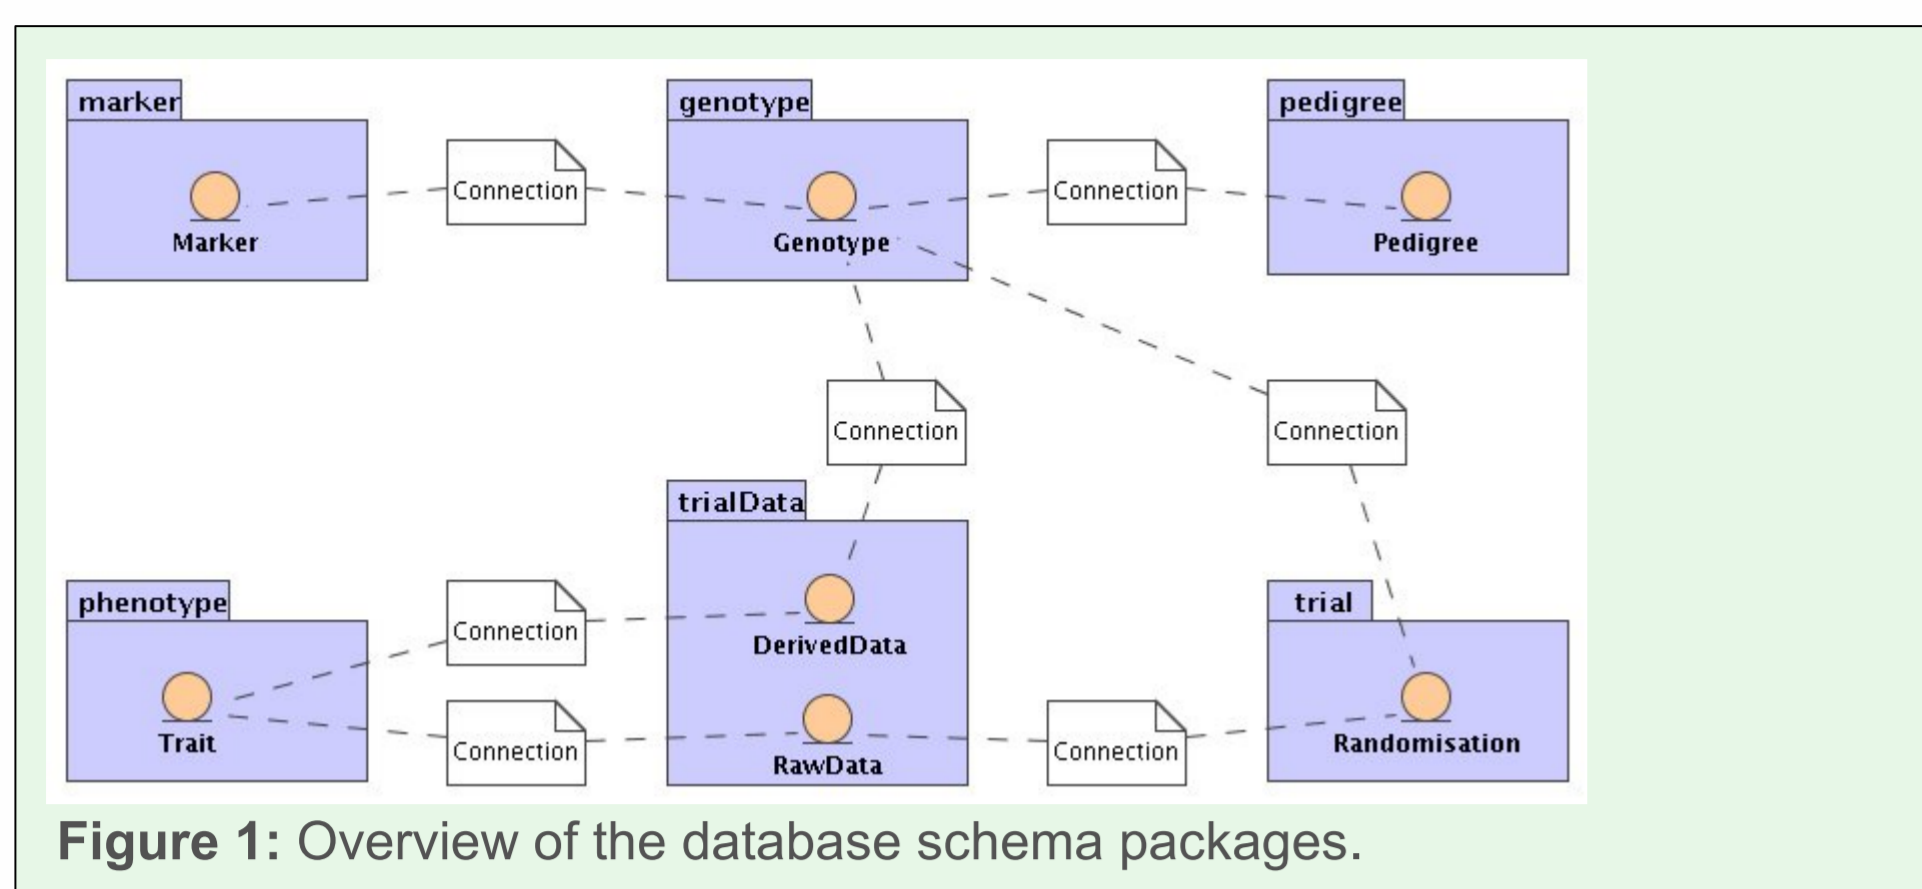 marker
genotype
pedigree
Connection
Connection
Marker
Genotype
Pedigree
Connection
Connection
trialData
phenotype
Connection
trial
DerivedData
Trait
Connection
RawData
Connection
Randomisation
Figure 1: Overview of the database schema packages.